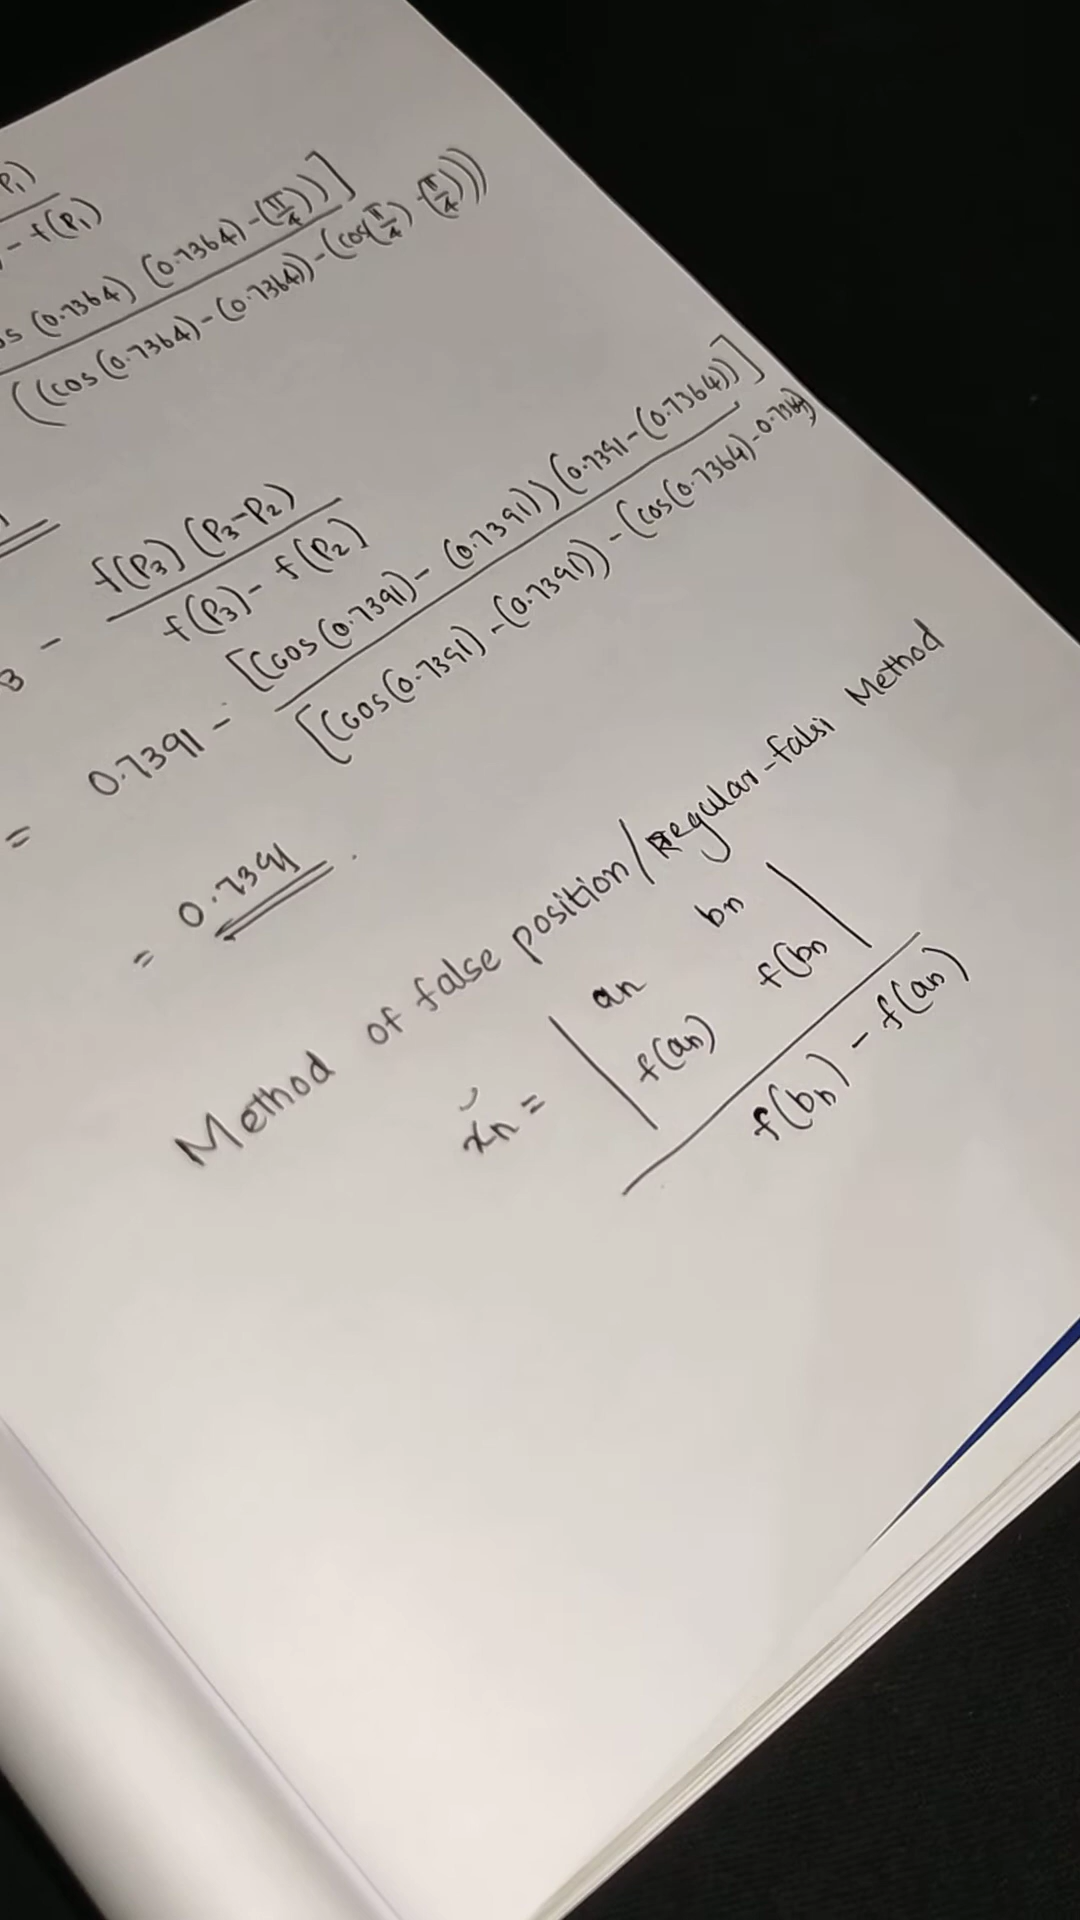 P₁)
- f(P₁)
os (0.7364) (0.7364) - (π/4))]
((cos(0.7364) - (0.7364)) - (cos(π/4) - (π/4)))
3 - f(P₃) (P₃-P₂)
f(P₃) - f(P₂)
= 0.7391 - [(cos(0.7391) - (0.7391)) (0.7391 - (0.7364))]
[(cos(0.7391) - (0.7391)) - (cos(0.7364) - 0.7364)
= 0.7391.
Method of false position/Regular-falsi Method
xₙ = | aₙ bₙ |
| f(aₙ) f(bₙ |
f(bₙ) - f(aₙ)